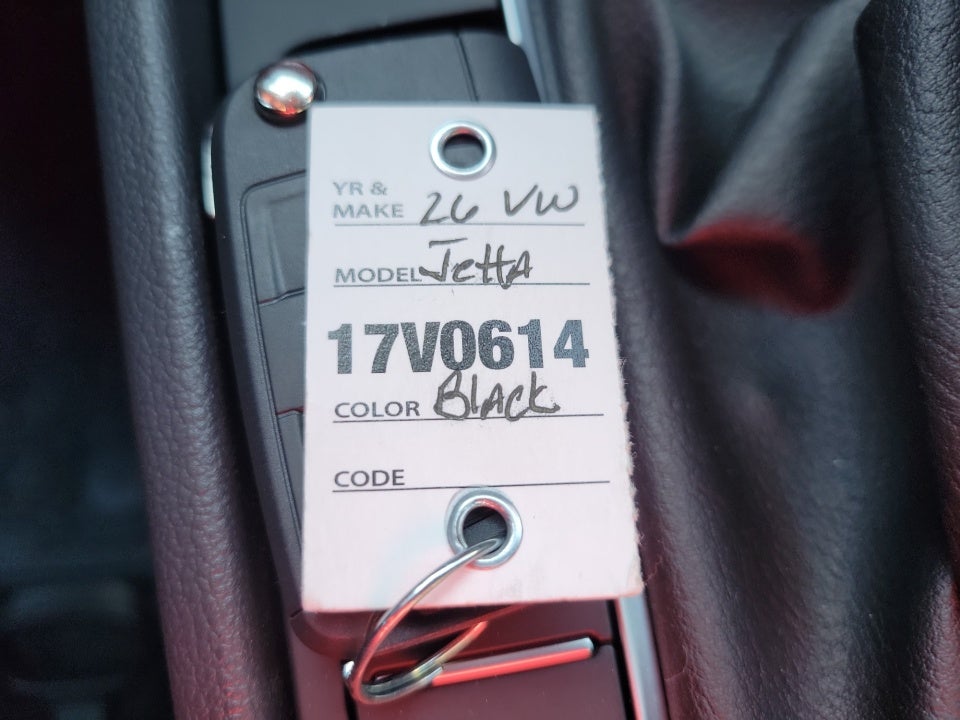 YR &
MAKE 26 VW
MODEL JettA
17V0614
COLOR BlAck
CODE